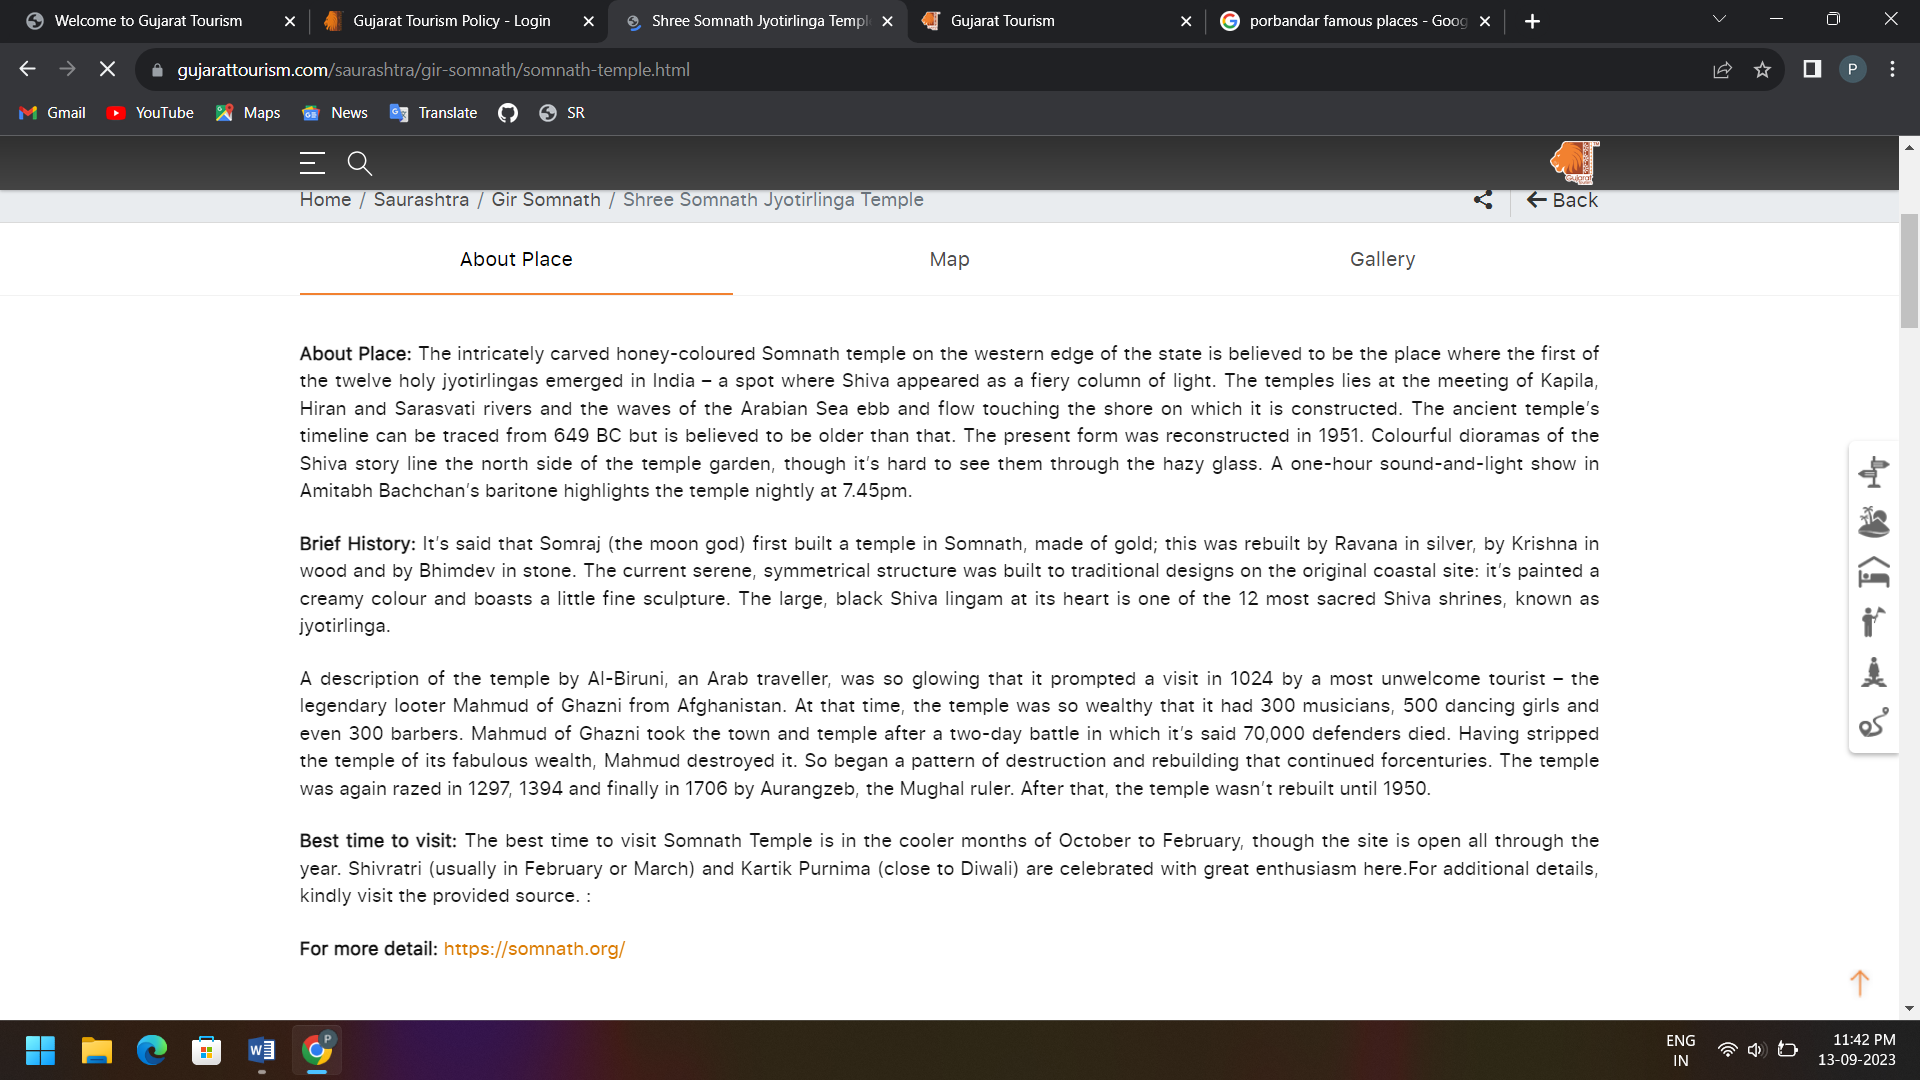 Welcome to Gujarat Tourism
Gujarat Tourism Policy - Login
Shree Somnath Jyotirlinga Templ
Gujarat Tourism
porbandar famous places - Goog
gujarattourism.com/saurashtra/gir-somnath/somnath-temple.html
P
Gmail
YouTube
Maps
News
Translate
SR
Gujarat
Home / Saurashtra / Gir Somnath / Shree Somnath Jyotirlinga Temple
Back
About Place
Map
Gallery
About Place: The intricately carved honey-coloured Somnath temple on the western edge of the state is believed to be the place where the first of
the twelve holy jyotirlingas emerged in India – a spot where Shiva appeared as a fiery column of light. The temples lies at the meeting of Kapila,
Hiran and Sarasvati rivers and the waves of the Arabian Sea ebb and flow touching the shore on which it is constructed. The ancient temple's
timeline can be traced from 649 BC but is believed to be older than that. The present form was reconstructed in 1951. Colourful dioramas of the
Shiva story line the north side of the temple garden, though it's hard to see them through the hazy glass. A one-hour sound-and-light show in
Amitabh Bachchan's baritone highlights the temple nightly at 7.45pm.
Brief History: It's said that Somraj (the moon god) first built a temple in Somnath, made of gold; this was rebuilt by Ravana in silver, by Krishna in
wood and by Bhimdev in stone. The current serene, symmetrical structure was built to traditional designs on the original coastal site: it's painted a
creamy colour and boasts a little fine sculpture. The large, black Shiva lingam at its heart is one of the 12 most sacred Shiva shrines, known as
jyotirlinga.
A description of the temple by Al-Biruni, an Arab traveller, was so glowing that it prompted a visit in 1024 by a most unwelcome tourist – the
legendary looter Mahmud of Ghazni from Afghanistan. At that time, the temple was so wealthy that it had 300 musicians, 500 dancing girls and
even 300 barbers. Mahmud of Ghazni took the town and temple after a two-day battle in which it's said 70,000 defenders died. Having stripped
the temple of its fabulous wealth, Mahmud destroyed it. So began a pattern of destruction and rebuilding that continued forcenturies. The temple
was again razed in 1297, 1394 and finally in 1706 by Aurangzeb, the Mughal ruler. After that, the temple wasn't rebuilt until 1950.
Best time to visit: The best time to visit Somnath Temple is in the cooler months of October to February, though the site is open all through the
year. Shivratri (usually in February or March) and Kartik Purnima (close to Diwali) are celebrated with great enthusiasm here.For additional details,
kindly visit the provided source. :
For more detail: https://somnath.org/
ENG
IN
11:42 PM
13-09-2023